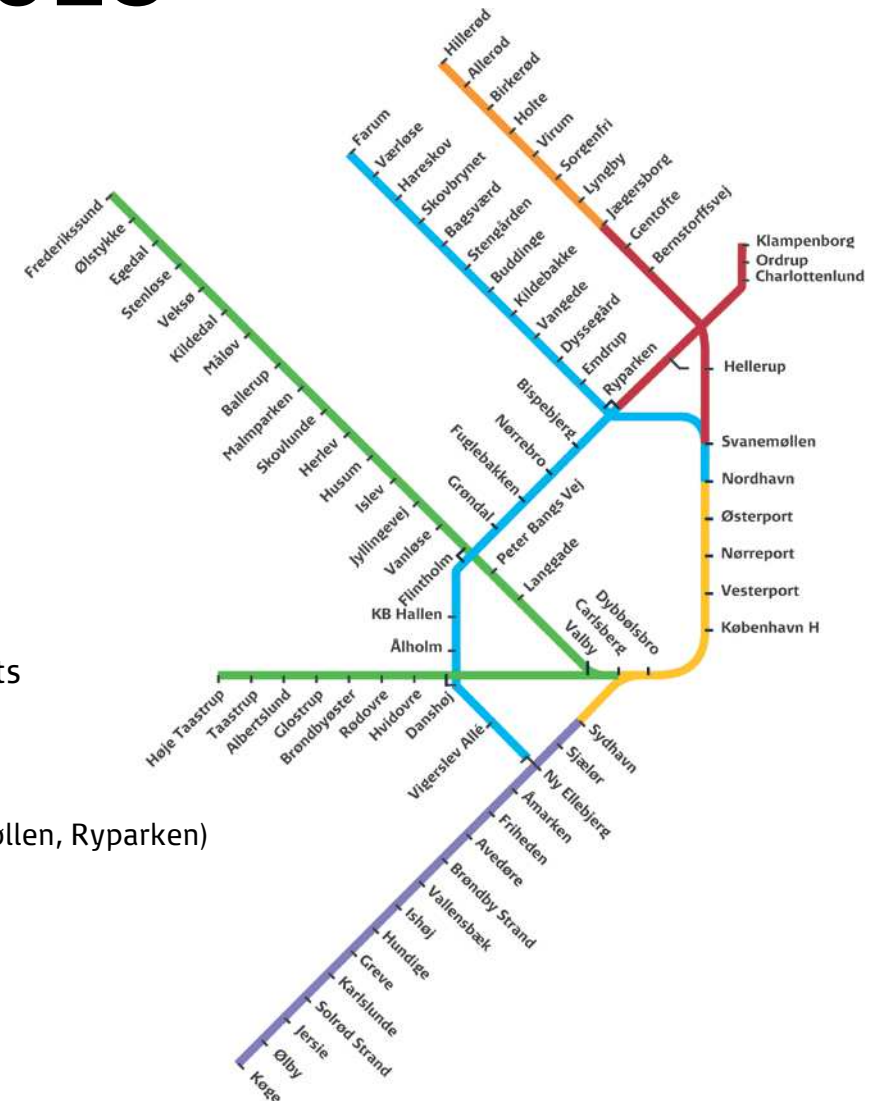 Hillerød
Allerød
Birkerød
Holte
Virum
Sorgenfri
Lyngby
Jægersborg
Gentofte
Bernstorffsvej
Farum
Værløse
Hareskov
Skovbrynet
Bagsværd
Stengården
Buddinge
Kildebakke
Vangede
Dyssegård
Emdrup
Ryparken
Klampenborg
Ordrup
Charlottenlund
Hellerup
Svanemøllen
Nordhavn
Østerport
Nørreport
Vesterport
København H
Frederikssund
Ølstykke
Egedal
Stenløse
Veksø
Kildedal
Måløv
Ballerup
Malmparken
Skovlunde
Herlev
Husum
Islev
Jyllingevej
Vanløse
Flintholm
Peter Bangs Vej
Langgade
Valby
Carlsberg
Dybbølsbro
Bispebjerg
Nørrebro
Fuglebakken
Grøndal
KB Hallen
Ålholm
ts
Høje Taastrup
Taastrup
Albertslund
Glostrup
Brøndbyøster
Rødovre
Hvidovre
Danshøj
Vigerslev Allé
øllen, Ryparken)
Sydhavn
Sjælør
Ny Ellebjerg
Åmarken
Friheden
Avedøre
Brøndby Strand
Vallensbæk
Ishøj
Hundige
Greve
Karlslunde
Solrød Strand
Jersie
Ølby
Køge